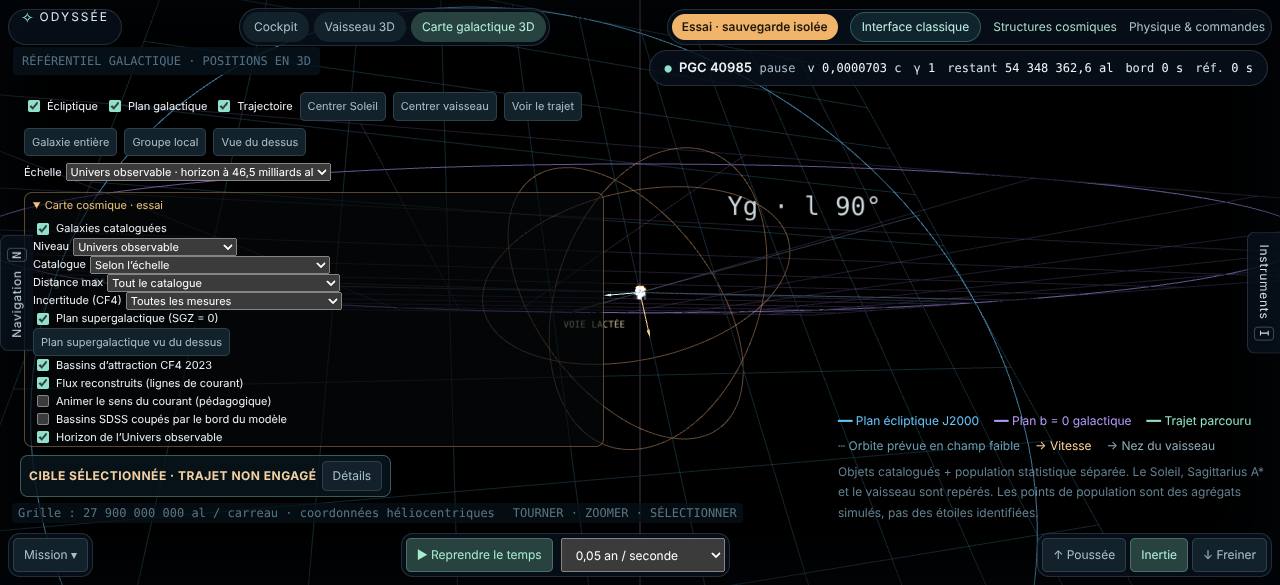 ✧ ODYSSÉE
Cockpit Vaisseau 3D Carte galactique 3D
Essai · sauvegarde isolée Interface classique Structures cosmiques Physique & commandes
RÉFÉRENTIEL GALACTIQUE · POSITIONS EN 3D
● PGC 40985 pause v 0,0000703 c γ 1 restant 54 348 362,6 al bord 0 s réf. 0 s
Écliptique Plan galactique Trajectoire Centrer Soleil Centrer vaisseau Voir le trajet
Galaxie entière Groupe local Vue du dessus
Échelle Univers observable · horizon à 46,5 milliards al
▼ Carte cosmique · essai
Galaxies cataloguées
Niveau Univers observable
Catalogue Selon l’échelle
Distance max Tout le catalogue
Incertitude (CF4) Toutes les mesures
Plan supergalactique (SGZ = 0)
Plan supergalactique vu du dessus
Bassins d’attraction CF4 2023
Flux reconstruits (lignes de courant)
Animer le sens du courant (pédagogique)
Bassins SDSS coupés par le bord du modèle
Horizon de l’Univers observable
Navigation N
Yg · l 90°
VOIE LACTÉE
Instruments I
Plan écliptique J2000 Plan b = 0 galactique Trajet parcouru
Orbite prévue en champ faible → Vitesse → Nez du vaisseau
Objets catalogués + population statistique séparée. Le Soleil, Sagittarius A*
et le vaisseau sont repérés. Les points de population sont des agrégats
simulés, pas des étoiles identifiées.
CIBLE SÉLECTIONNÉE · TRAJET NON ENGAGÉ Détails
Grille : 27 900 000 000 al / carreau · coordonnées héliocentriques TOURNER · ZOOMER · SÉLECTIONNER
Mission ▾
▶ Reprendre le temps 0,05 an / seconde
↑ Poussée Inertie ↓ Freiner